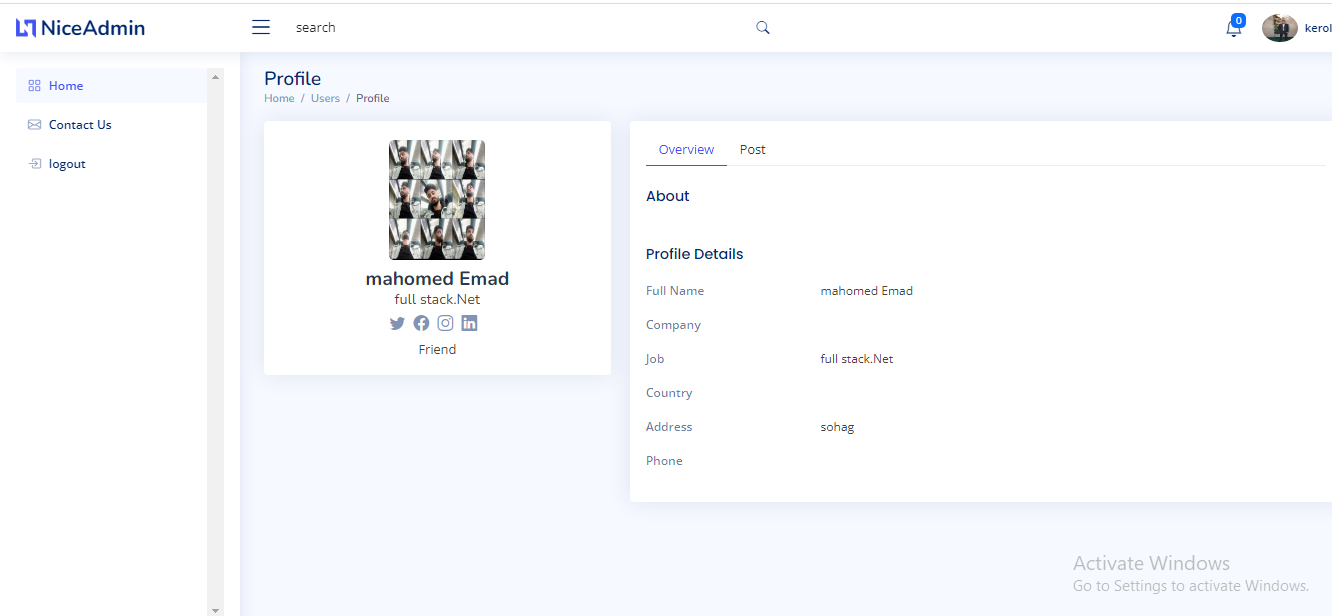 NiceAdmin
search
0
kerol
Home
Contact Us
logout
Profile
Home / Users / Profile
mahomed Emad
full stack.Net
Friend
Overview Post
About
Profile Details
Full Name mahomed Emad
Company
Job full stack.Net
Country
Address sohag
Phone
Activate Windows
Go to Settings to activate Windows.